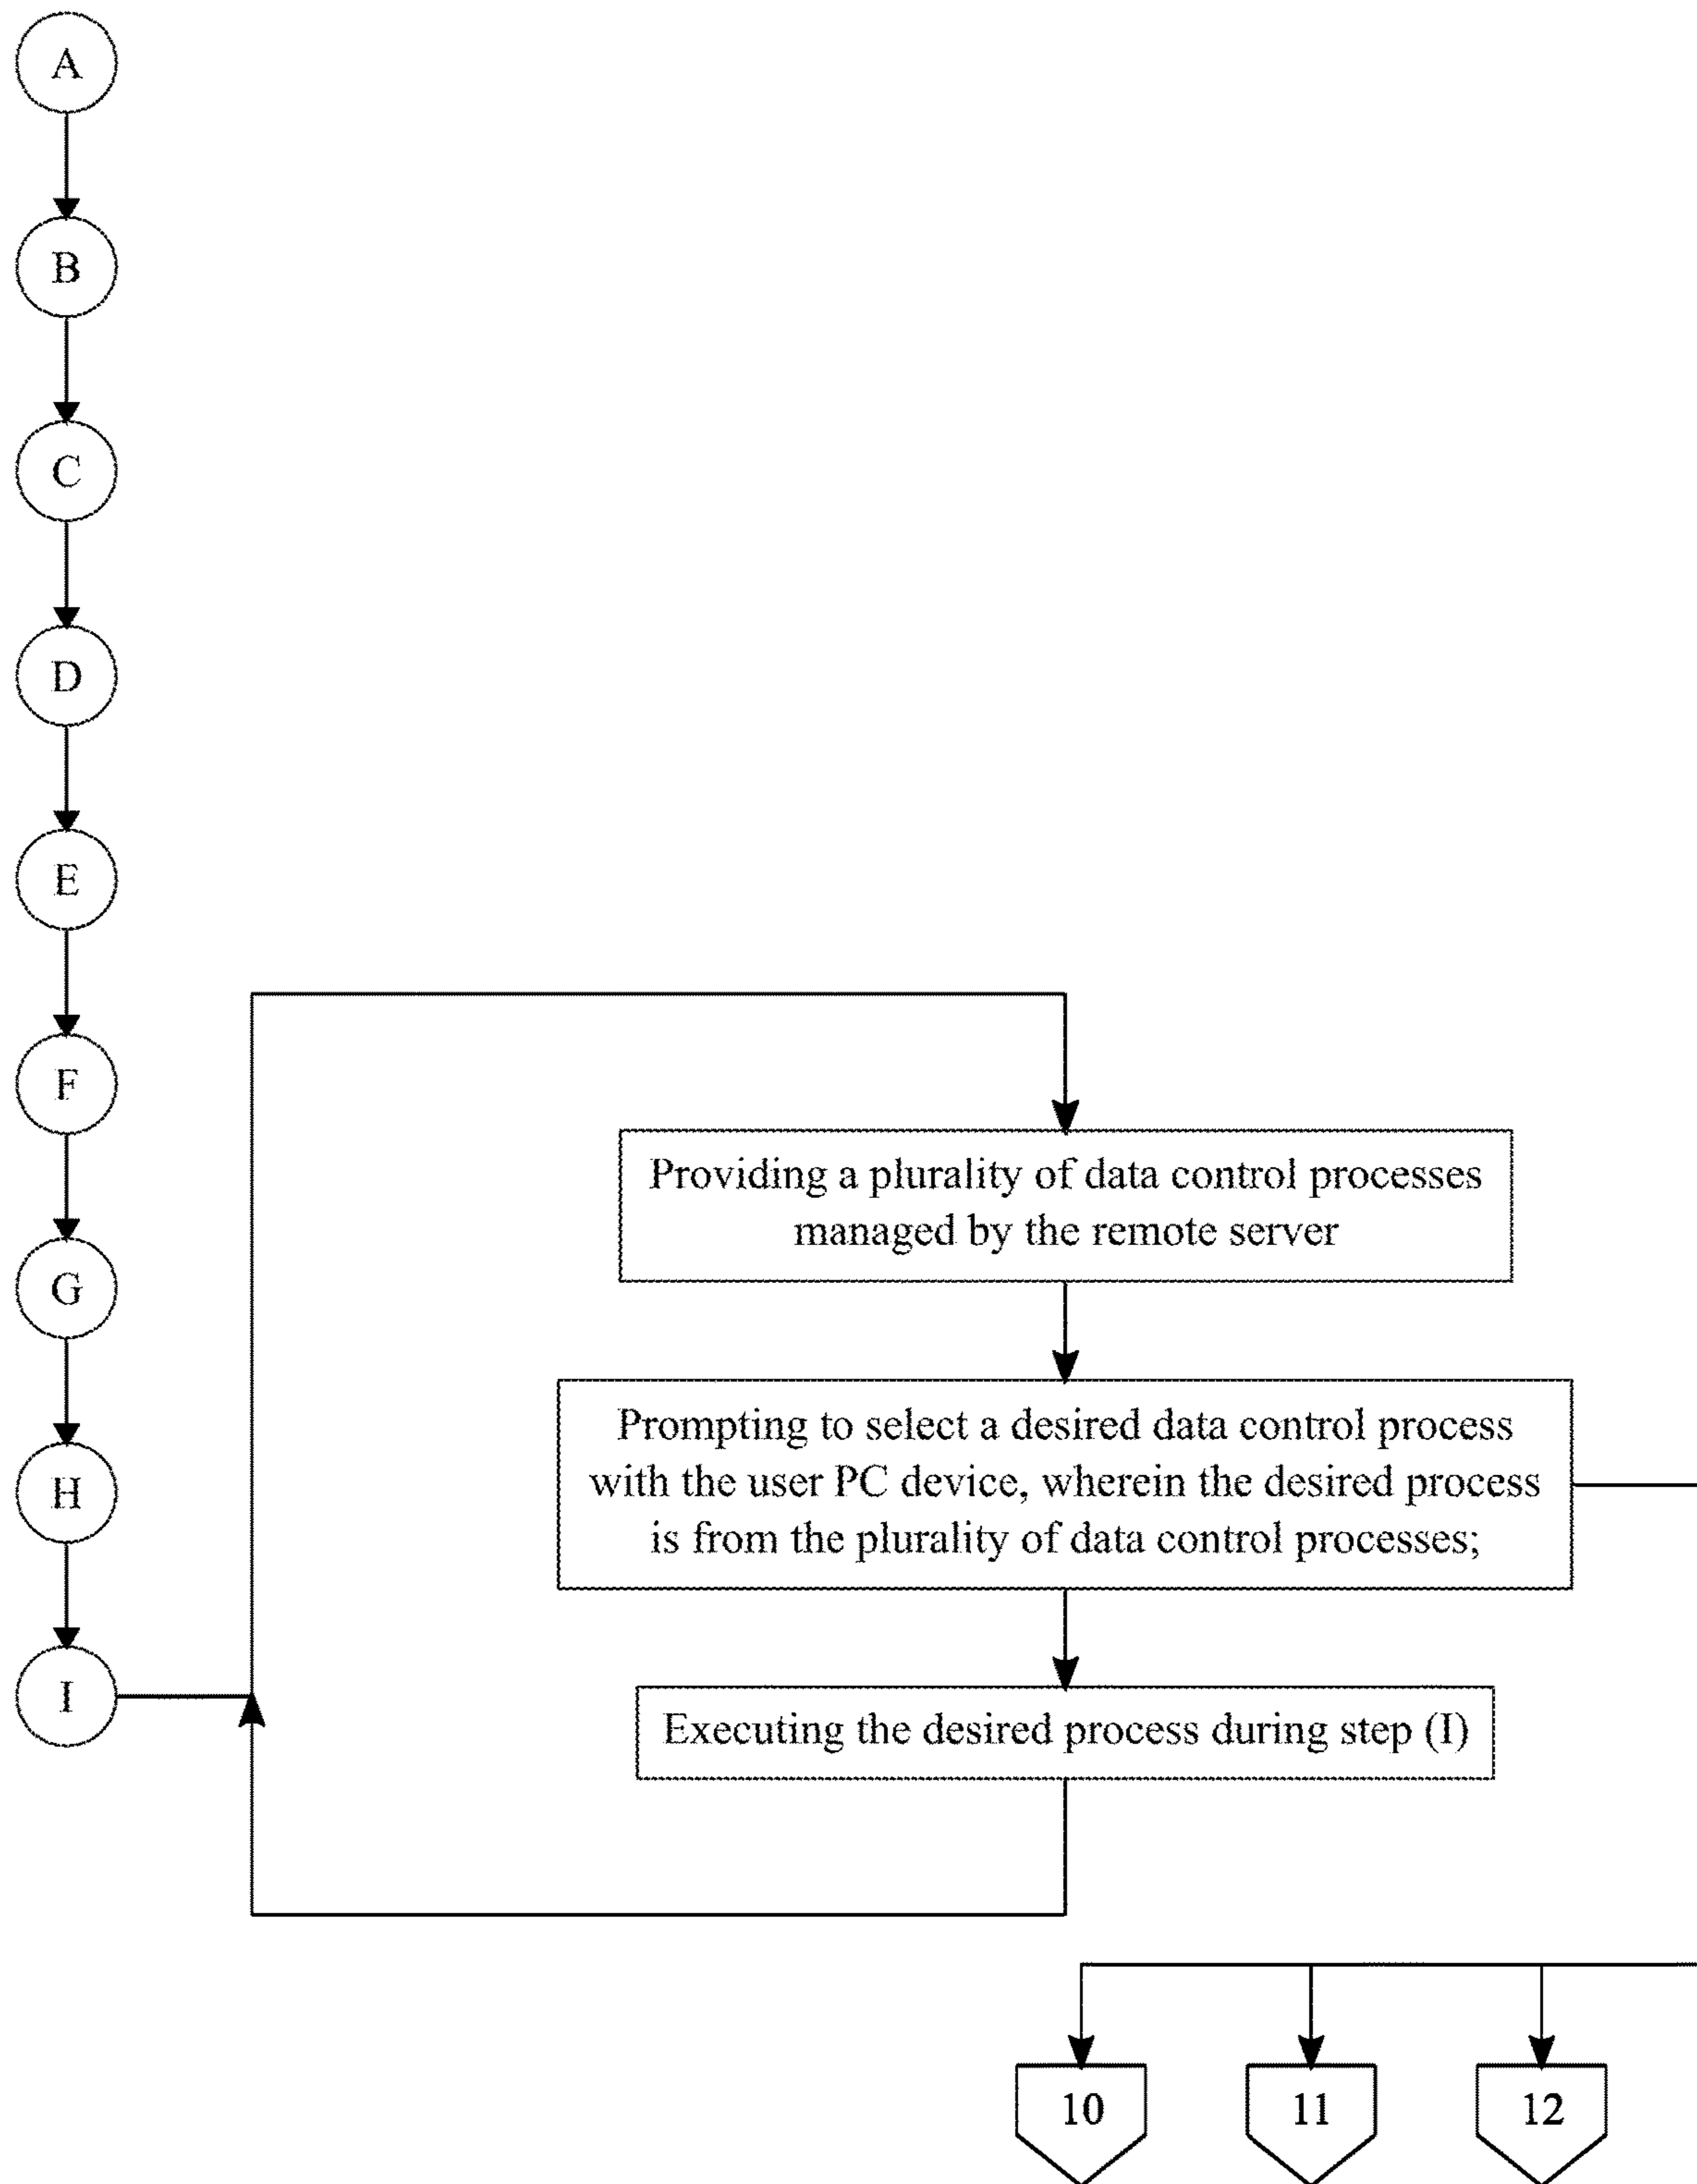 A
B
C
D
E
F
G
H
I
Providing a plurality of data control processes
managed by the remote server
Prompting to select a desired data control process
with the user PC device, wherein the desired process
is from the plurality of data control processes;
Executing the desired process during step (I)
10
11
12